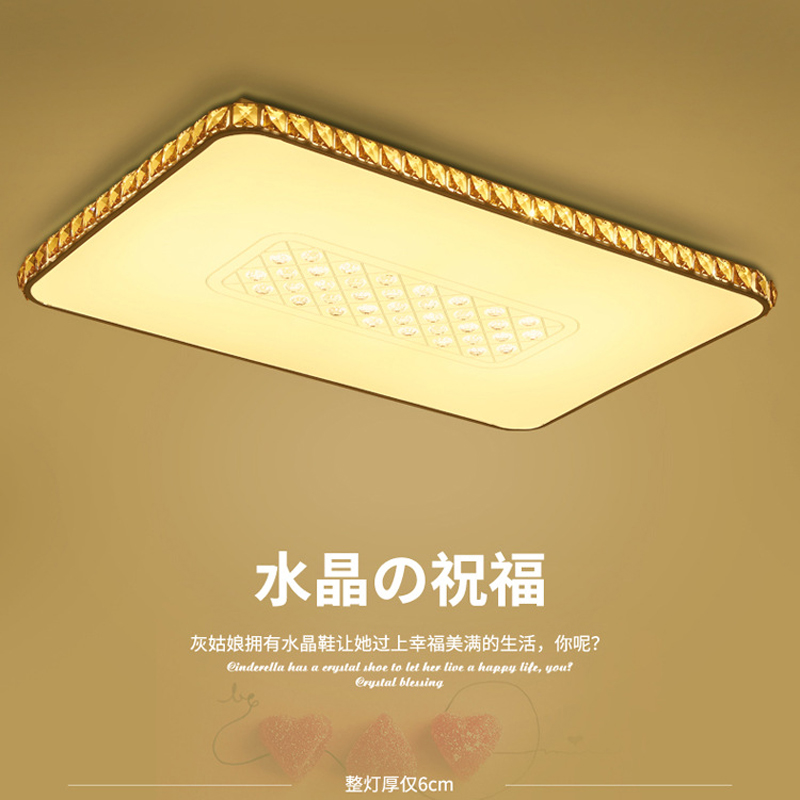 水晶の祝福
灰姑娘拥有水晶鞋让她过上幸福美满的生活，你呢？
Cinderella has a crystal shoe to let her live a happy life, you?
Crystal blessing
be
整灯厚仅6cm